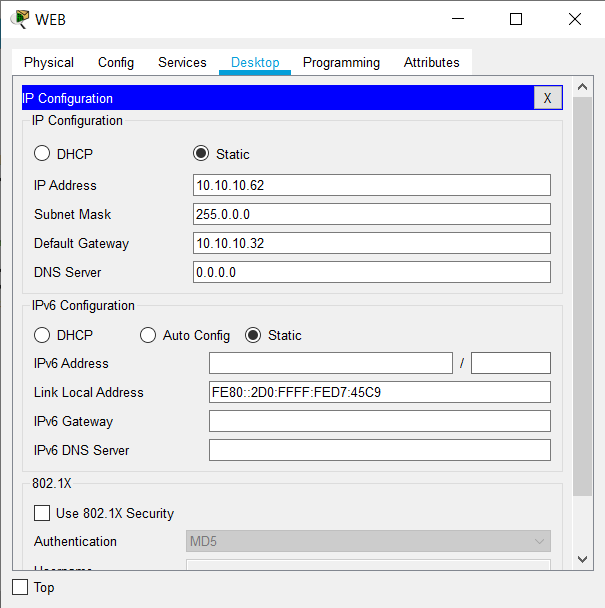 WEB
Physical Config Services Desktop Programming Attributes
IP Configuration X
IP Configuration
DHCP Static
IP Address 10.10.10.62
Subnet Mask 255.0.0.0
Default Gateway 10.10.10.32
DNS Server 0.0.0.0
IPv6 Configuration
DHCP Auto Config Static
IPv6 Address /
Link Local Address FE80::2D0:FFFF:FED7:45C9
IPv6 Gateway
IPv6 DNS Server
802.1X
Use 802.1X Security
Authentication MD5
Username
Top